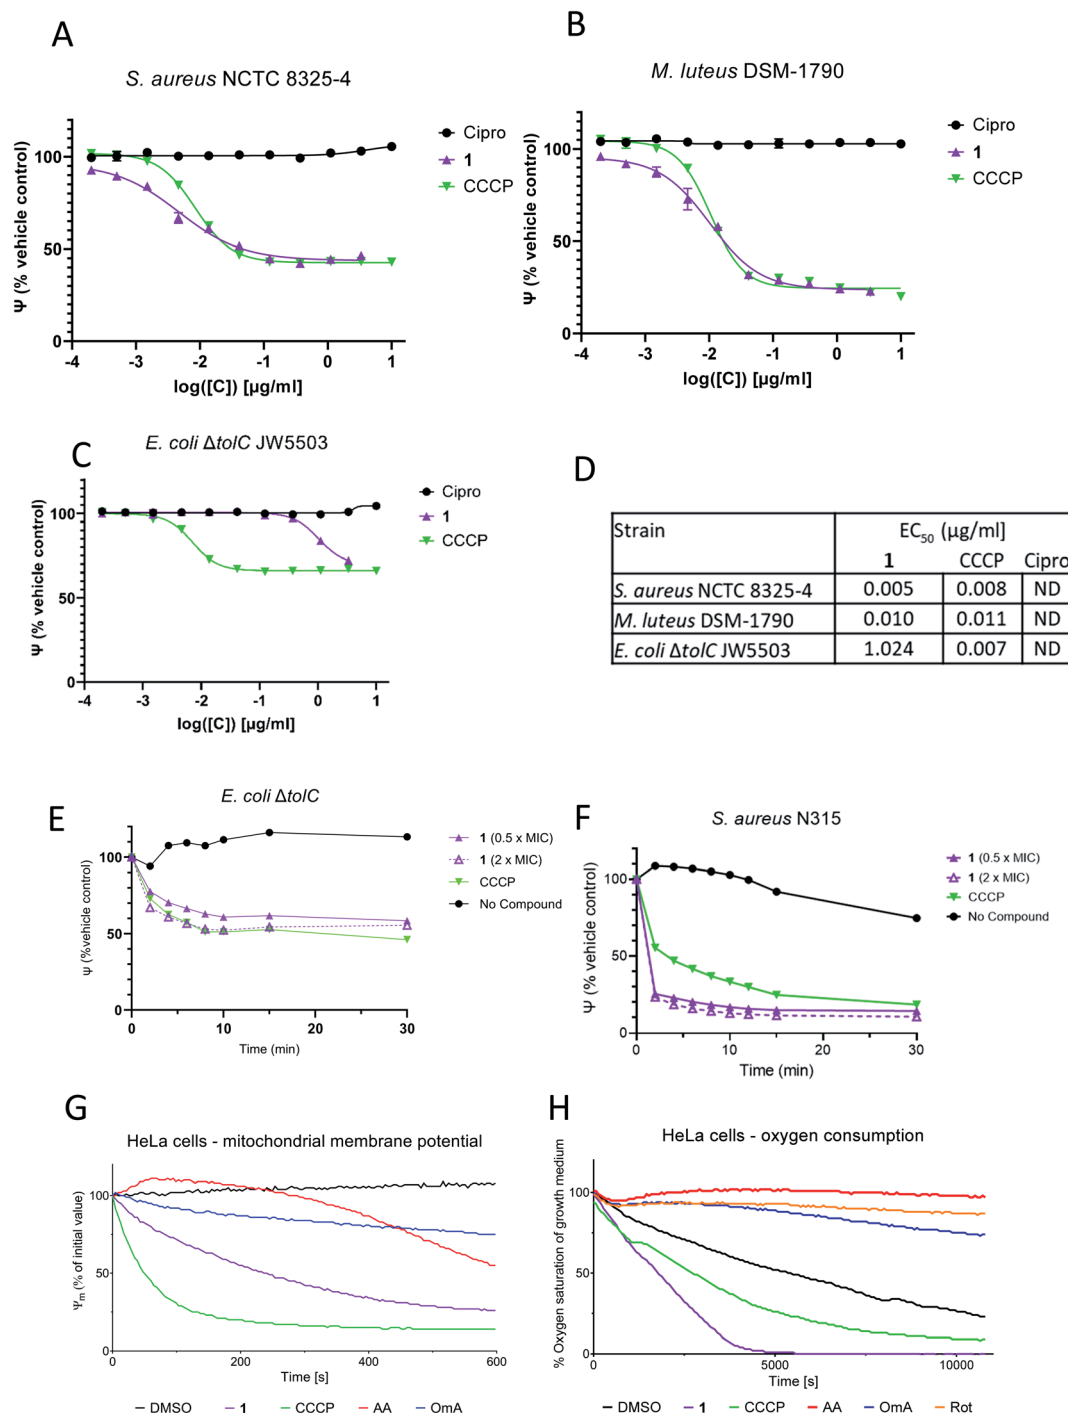 A
S. aureus NCTC 8325-4
Ψ (% vehicle control)
100
50
0
-4 -3 -2 -1 0 1
log([C]) [µg/ml]
Cipro
1
CCCP
B
M. luteus DSM-1790
Ψ (% vehicle control)
100
50
0
-4 -3 -2 -1 0 1
log([C]) [µg/ml]
Cipro
1
CCCP
C
E. coli ΔtolC JW5503
Ψ (% vehicle control)
100
50
0
-4 -3 -2 -1 0 1
log([C]) [µg/ml]
Cipro
1
CCCP
D
Strain EC50 (µg/ml]
1 CCCP Cipro
S. aureus NCTC 8325-4 0.005 0.008 ND
M. luteus DSM-1790 0.010 0.011 ND
E. coli ΔtolC JW5503 1.024 0.007 ND
E
E. coli ΔtolC
Ψ (%vehicle control)
100
50
0
0 10 20 30
Time (min)
1 (0.5 x MIC)
1 (2 x MIC)
CCCP
No Compound
F
S. aureus N315
Ψ (% vehicle control)
100
50
0
0 10 20 30
Time (min)
1 (0.5 x MIC)
1 (2 x MIC)
CCCP
No Compound
G
HeLa cells - mitochondrial membrane potential
Ψm (% of initial value)
100
50
0
0 200 400 600
Time [s]
DMSO 1 CCCP AA OmA
H
HeLa cells - oxygen consumption
% Oxygen saturation of growth medium
100
50
0
0 5000 10000
Time [s]
DMSO 1 CCCP AA OmA Rot